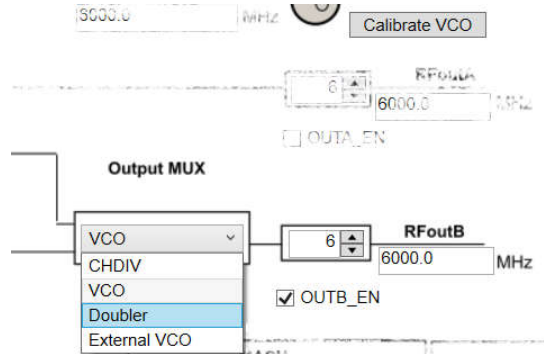 6000.0 MHz
Calibrate VCO
6 RFoutA
6000.0 MHz
OUTA_EN
Output MUX
VCO
6 RFoutB
6000.0 MHz
CHDIV
VCO
Doubler
External VCO
OUTB_EN